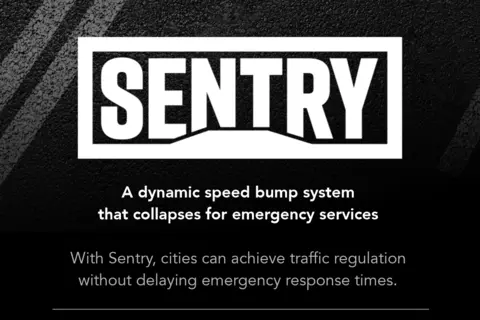 SENTRY
A dynamic speed bump system
that collapses for emergency services
With Sentry, cities can achieve traffic regulation
without delaying emergency response times.